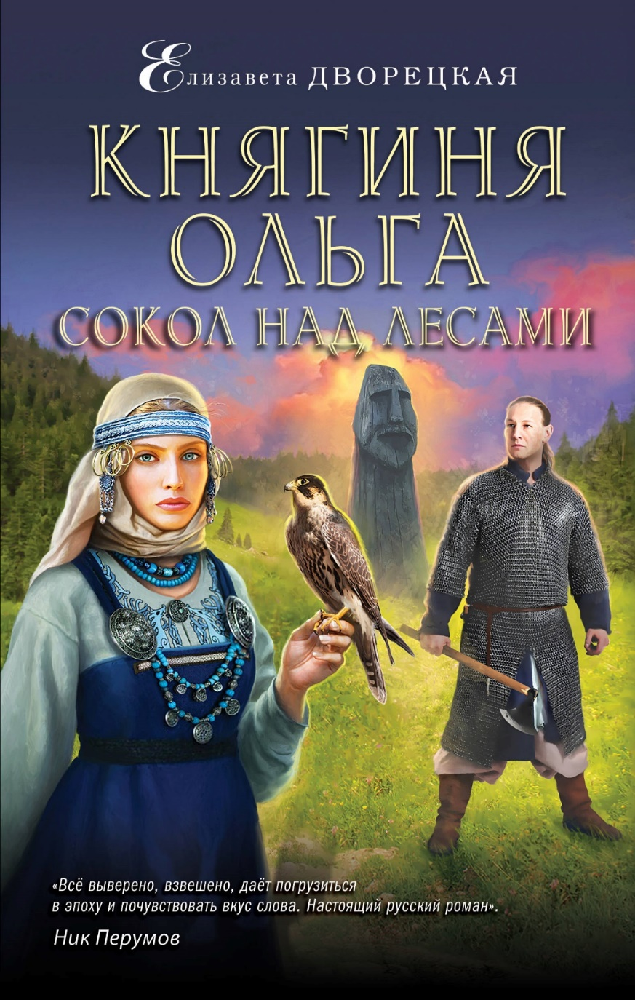 Елизавета ДВОРЕЦКАЯ
КНЯГИНЯ
ОЛЬГА
СОКОЛ НАД ЛЕСАМИ
«Всё выверено, взвешено, даёт погрузиться
в эпоху и почувствовать вкус слова. Настоящий русский роман».
Ник Перумов